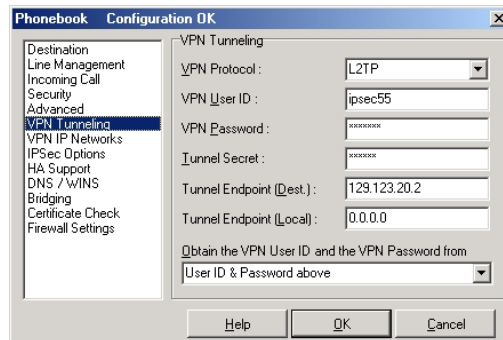 Phonebook Configuration OK
Destination
Line Management
Incoming Call
Security
Advanced
VPN Tunneling
VPN IP Networks
IPSec Options
HA Support
DNS / WINS
Bridging
Certificate Check
Firewall Settings
VPN Tunneling
VPN Protocol :
L2TP
VPN User ID :
ipsec55
VPN Password :
xxxxxxx
Tunnel Secret :
xxxxxx
Tunnel Endpoint (Dest.) :
129.123.20.2
Tunnel Endpoint (Local) :
0.0.0.0
Obtain the VPN User ID and the VPN Password from
User ID & Password above
Help
OK
Cancel